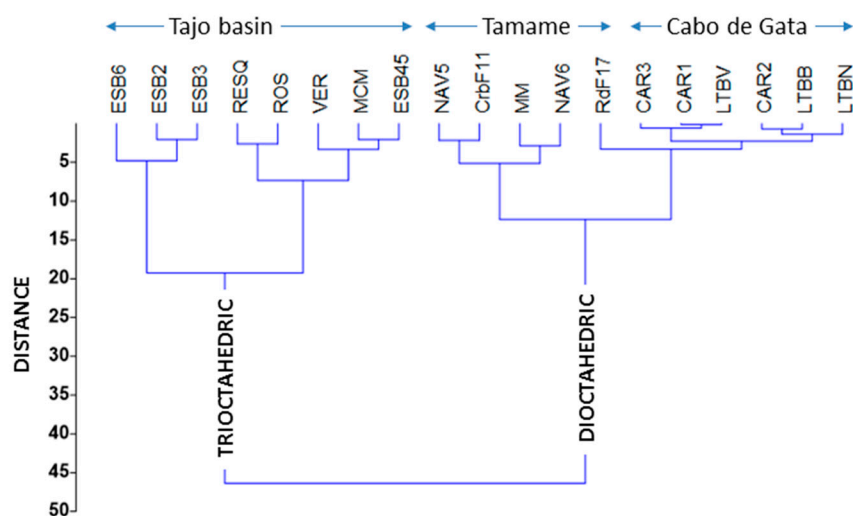 Tajo basin Tamame Cabo de Gata
ESB6 ESB2 ESB3 RESQ ROS VER MCM ESB45 NAV5 CrbF11 MM NAV6 RdF17 CAR3 CAR1 LTBV CAR2 LTBB LTBN
5
10
15
20
25
30
35
40
45
50
DISTANCE
TRIOCTAHEDRIC
DIOCTAHEDRIC